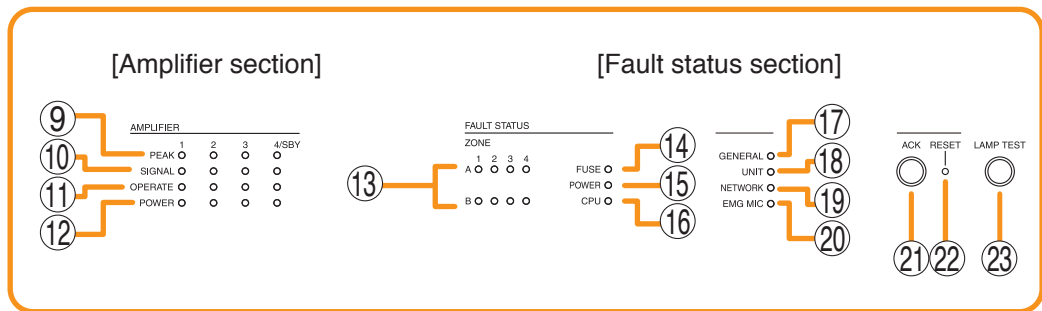 [Amplifier section]
[Fault status section]
9
10
11
12
AMPLIFIER
1 2 3 4/SBY
PEAK
SIGNAL
OPERATE
POWER
13
FAULT STATUS
ZONE
1 2 3 4
A
B
FUSE
POWER
CPU
14
15
16
GENERAL
UNIT
NETWORK
EMG MIC
17
18
19
20
ACK RESET LAMP TEST
21 22 23